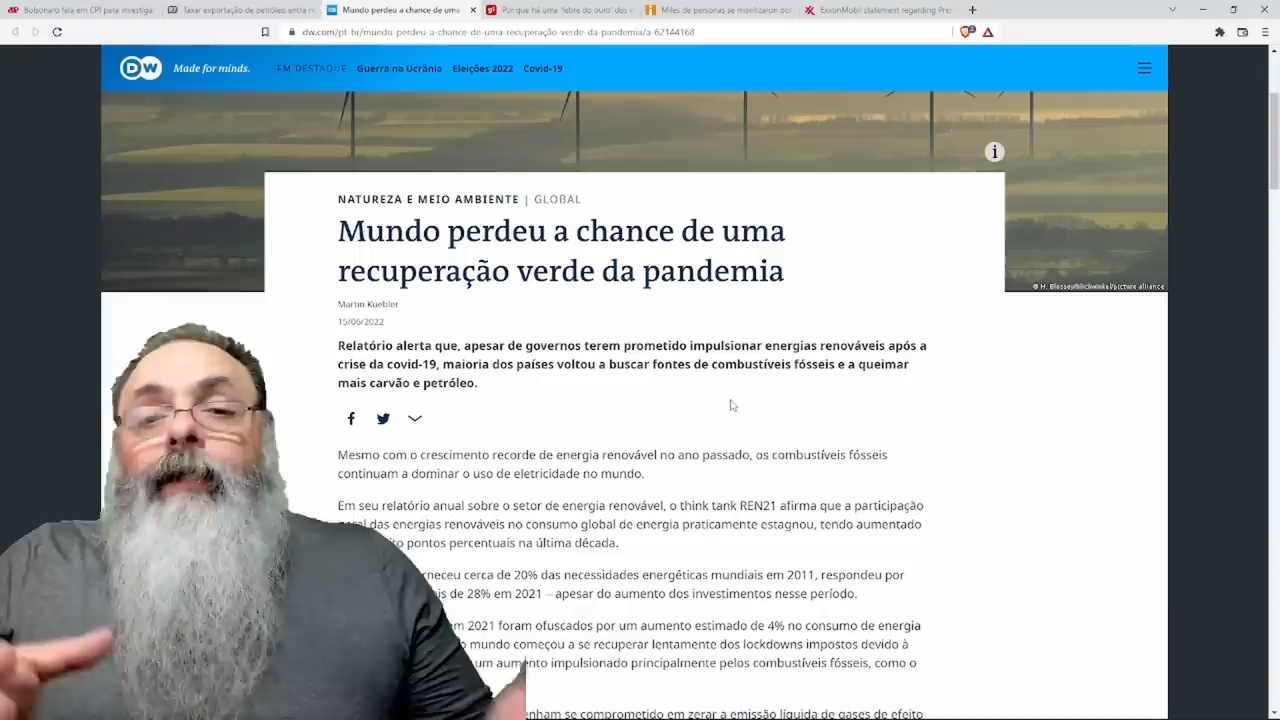 Bolsonaro fala em CPI para investigar
Taxar exportação de petróleo entra n
Mundo perdeu a chance de uma
Por que há uma 'febre do ouro' dos
Miles de personas se movilizaron por
ExxonMobil statement regarding Pres
dw.com/pt-br/mundo-perdeu-a-chance-de-uma-recuperação-verde-da-pandemia/a-62144168
DW Made for minds. EM DESTAQUE Guerra na Ucrânia Eleições 2022 Covid-19
i
NATUREZA E MEIO AMBIENTE | GLOBAL
Mundo perdeu a chance de uma
recuperação verde da pandemia
picture alliance
Martin Kuebler
15/06/2022
Relatório alerta que, apesar de governos terem prometido impulsionar energias renováveis após a
crise da covid-19, maioria dos países voltou a buscar fontes de combustíveis fósseis e a queimar
mais carvão e petróleo.
Mesmo com o crescimento recorde de energia renovável no ano passado, os combustíveis fósseis
continuam a dominar o uso de eletricidade no mundo.
Em seu relatório anual sobre o setor de energia renovável, o think tank REN21 afirma que a participação
das energias renováveis no consumo global de energia praticamente estagnou, tendo aumentado
pontos percentuais na última década.
neceu cerca de 20% das necessidades energéticas mundiais em 2011, respondeu por
is de 28% em 2021 – apesar do aumento dos investimentos nesse período.
em 2021 foram ofuscados por um aumento estimado de 4% no consumo de energia
mundo começou a se recuperar lentamente dos lockdowns impostos devido à
um aumento impulsionado principalmente pelos combustíveis fósseis, como o
nham se comprometido em zerar a emissão líquida de gases de efeito